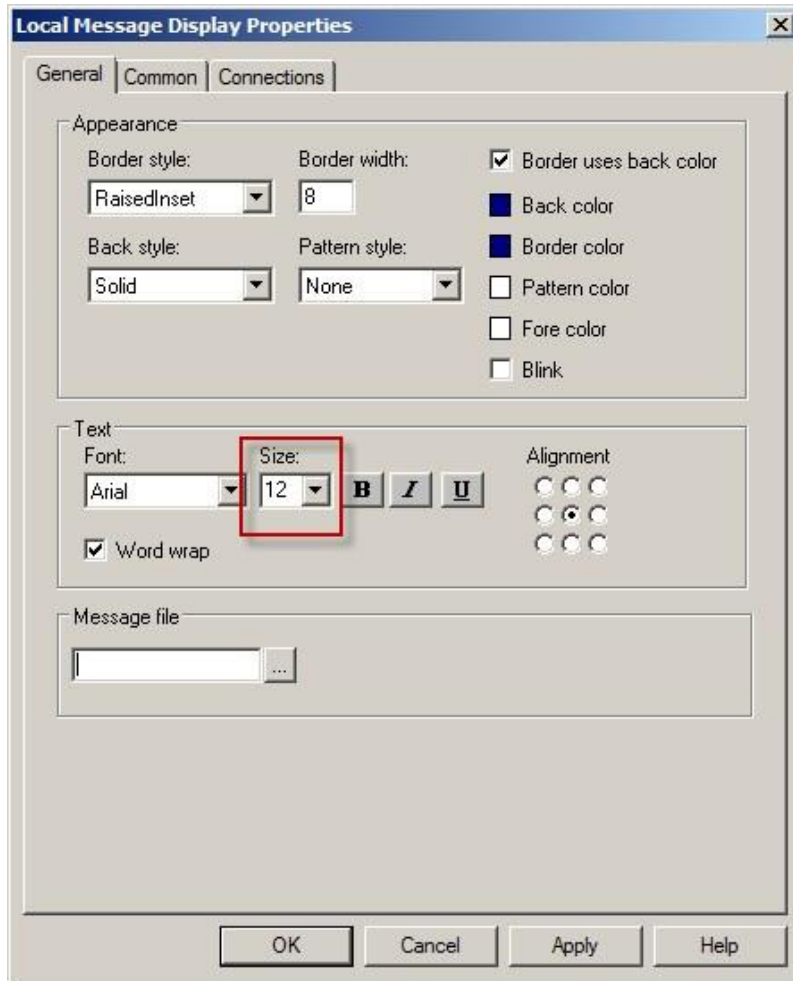 Local Message Display Properties
General Common Connections
Appearance
Border style: Border width: Border uses back color
RaisedInset 8 Back color
Back style: Pattern style: Border color
Solid None Pattern color
Fore color
Blink
Text
Font: Size: Alignment
Arial 12 B I U
Word wrap
Message file
...
OK Cancel Apply Help